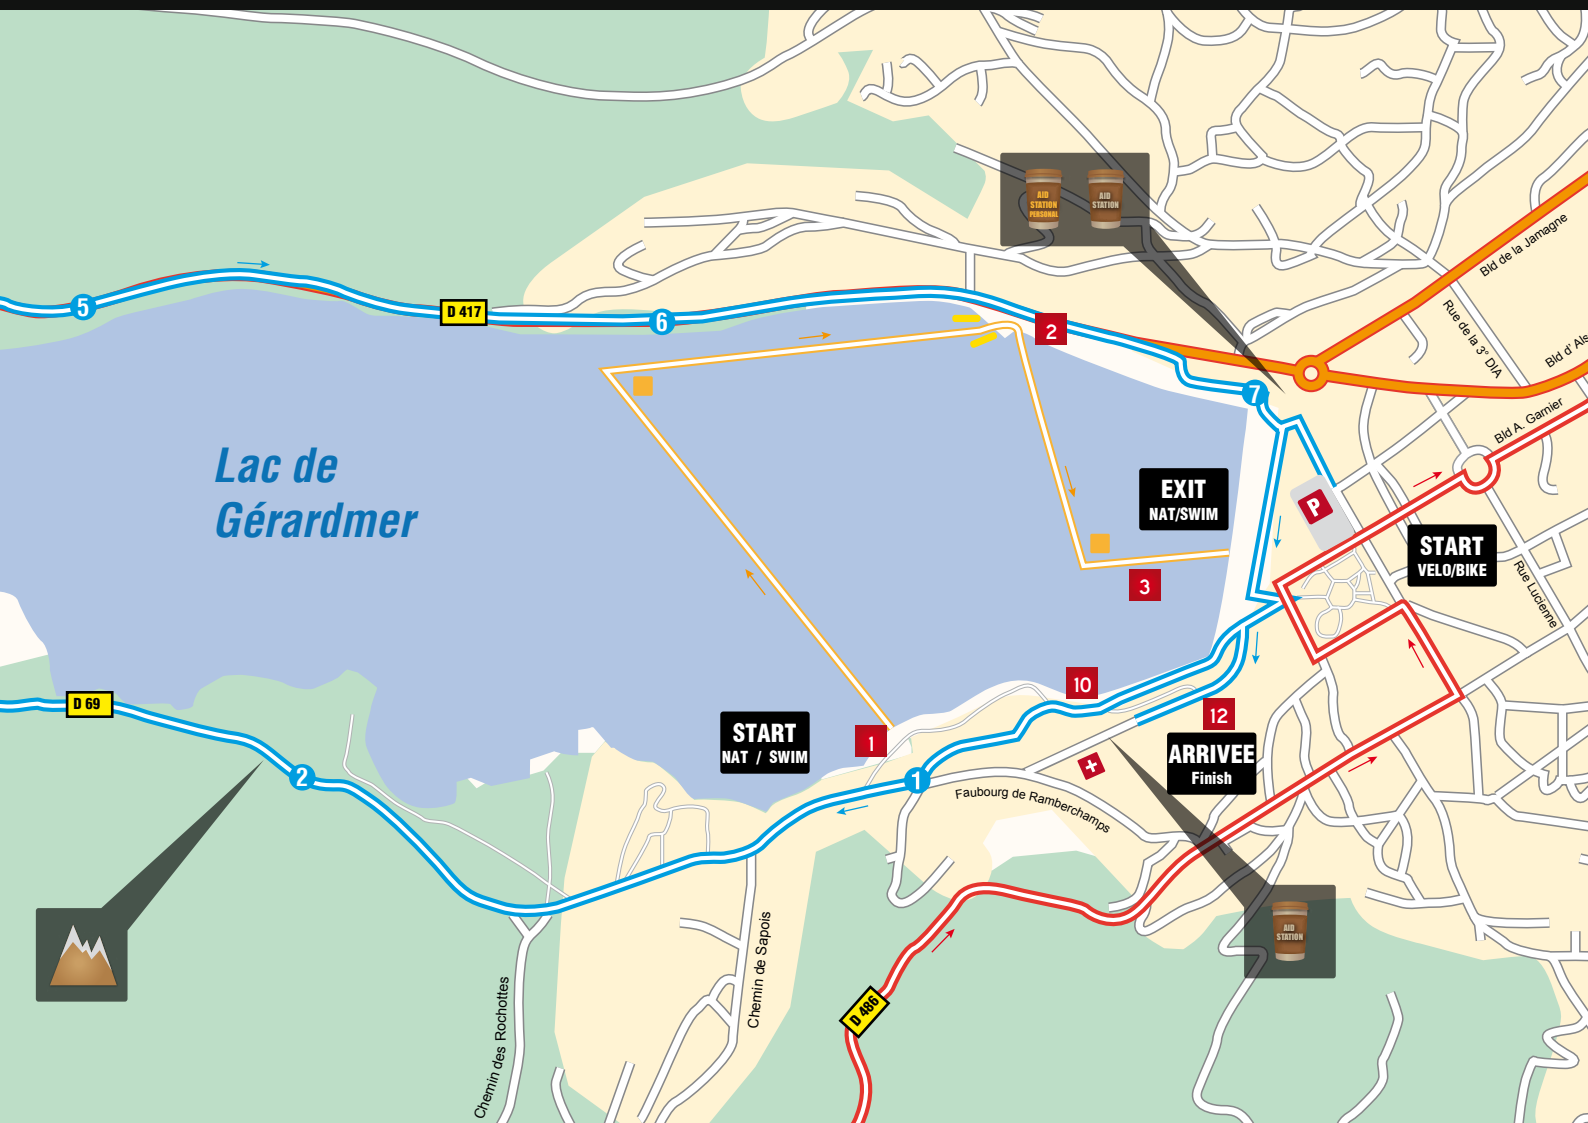 AID
STATION
PERSONAL
AID
STATION
Bld de la Jamagne
5
D 417
6
2
Rue de la 3° DIA
Bld d' Als
7
Bld A. Garnier
Lac de
Gérardmer
EXIT
NAT/SWIM
P
START
VELO/BIKE
3
Rue Lucienne
10
D 69
12
START
NAT / SWIM
1
ARRIVEE
Finish
2
1
Faubourg de Ramberchamps
AID
STATION
Chemin de Sapois
D 486
Chemin des Rochottes